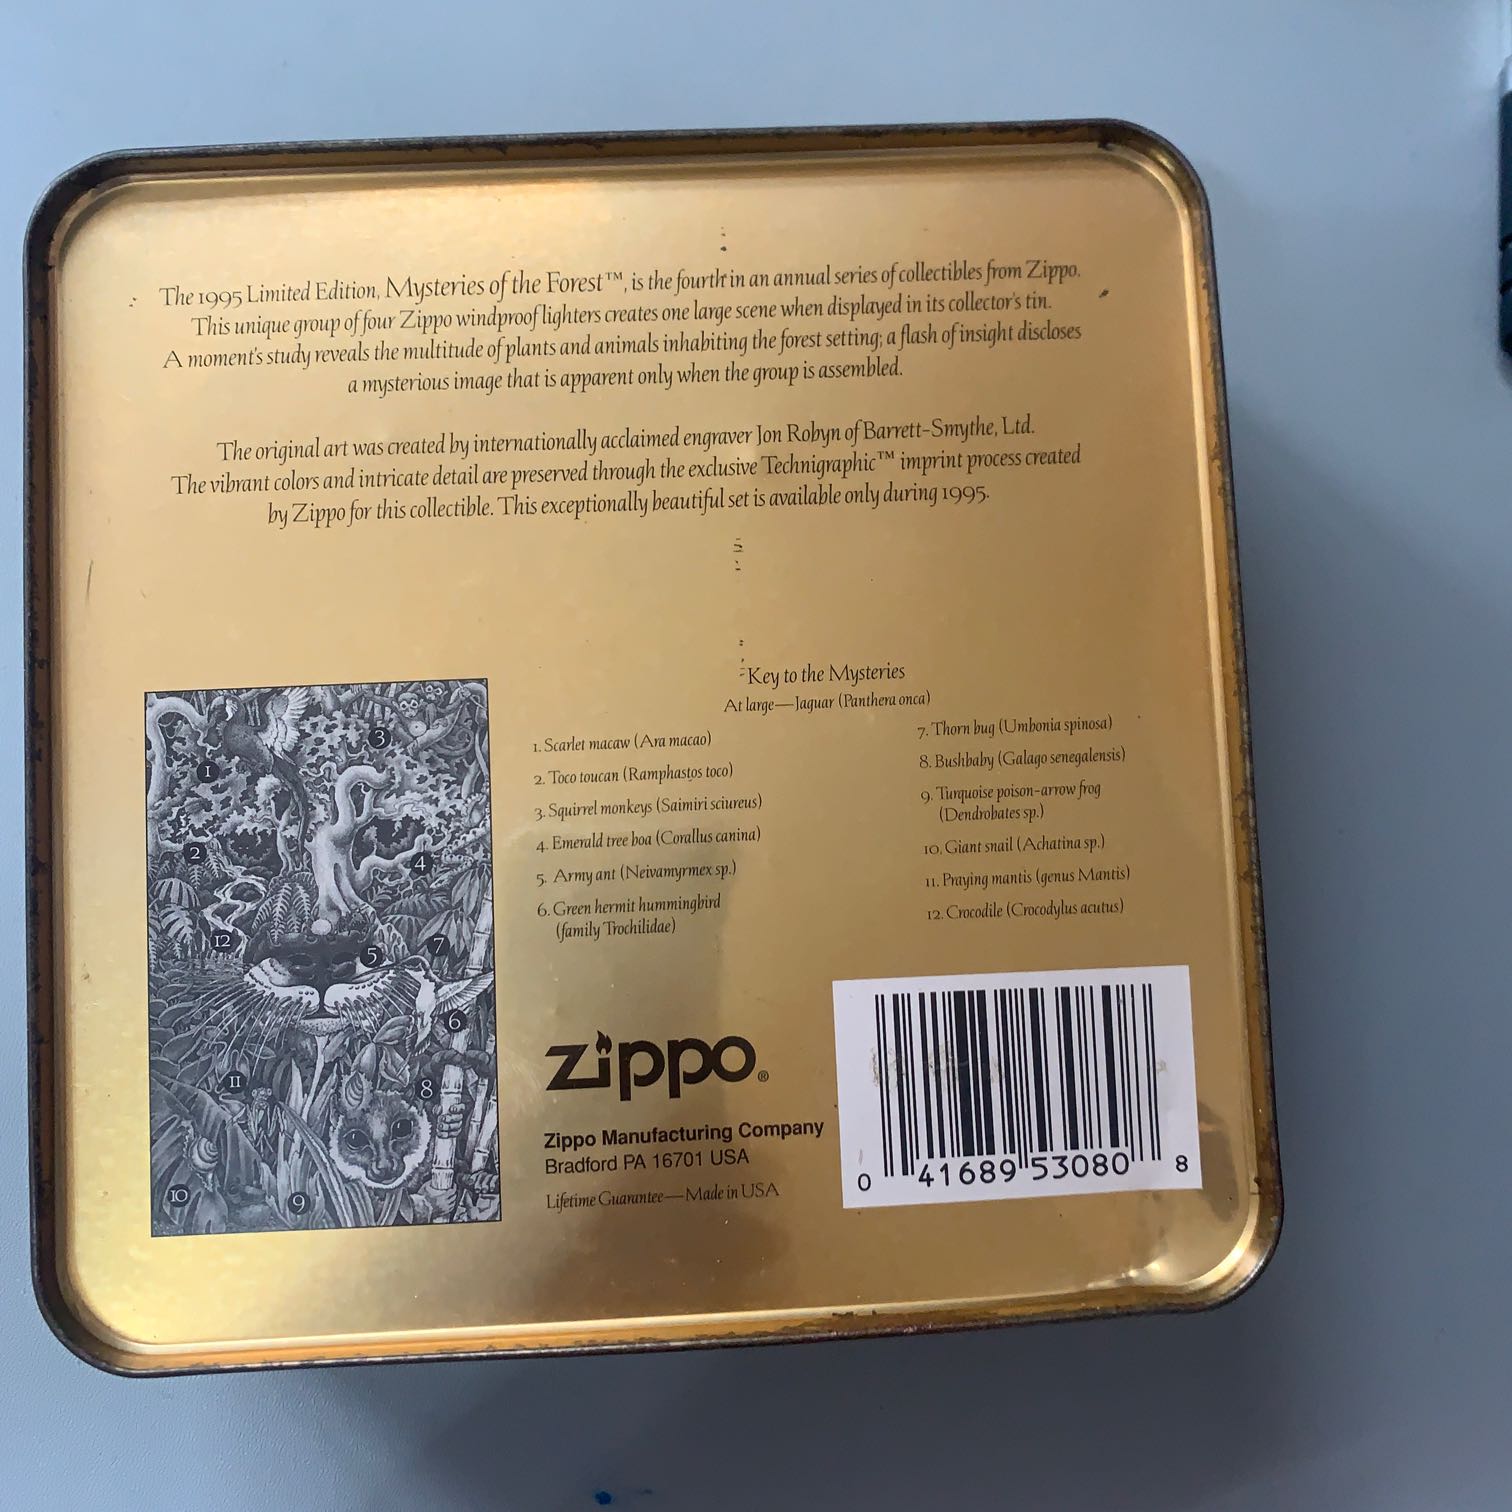 The 1995 Limited Edition, Mysteries of the Forest™, is the fourth in an annual series of collectibles from Zippo.
This unique group of four Zippo windproof lighters creates one large scene when displayed in its collector's tin.
A moment's study reveals the multitude of plants and animals inhabiting the forest setting; a flash of insight discloses
a mysterious image that is apparent only when the group is assembled.
The original art was created by internationally acclaimed engraver Jon Robyn of Barrett-Smythe, Ltd.
The vibrant colors and intricate detail are preserved through the exclusive Technigraphic™ imprint process created
by Zippo for this collectible. This exceptionally beautiful set is available only during 1995.
Key to the Mysteries
At large—Jaguar (Panthera onca)
1. Scarlet macaw (Ara macao)
2. Toco toucan (Ramphastos toco)
3. Squirrel monkeys (Saimiri sciureus)
4. Emerald tree boa (Corallus canina)
5. Army ant (Neivamyrmex sp.)
6. Green hermit hummingbird
(family Trochilidae)
7. Thorn bug (Umbonia spinosa)
8. Bushbaby (Galago senegalensis)
9. Turquoise poison-arrow frog
(Dendrobates sp.)
10. Giant snail (Achatina sp.)
11. Praying mantis (genus Mantis)
12. Crocodile (Crocodylus acutus)
3
1
2
4
12
5
7
6
11
8
10
9
zippo®
Zippo Manufacturing Company
Bradford PA 16701 USA
Lifetime Guarantee—Made in USA
0 41689 53080 8